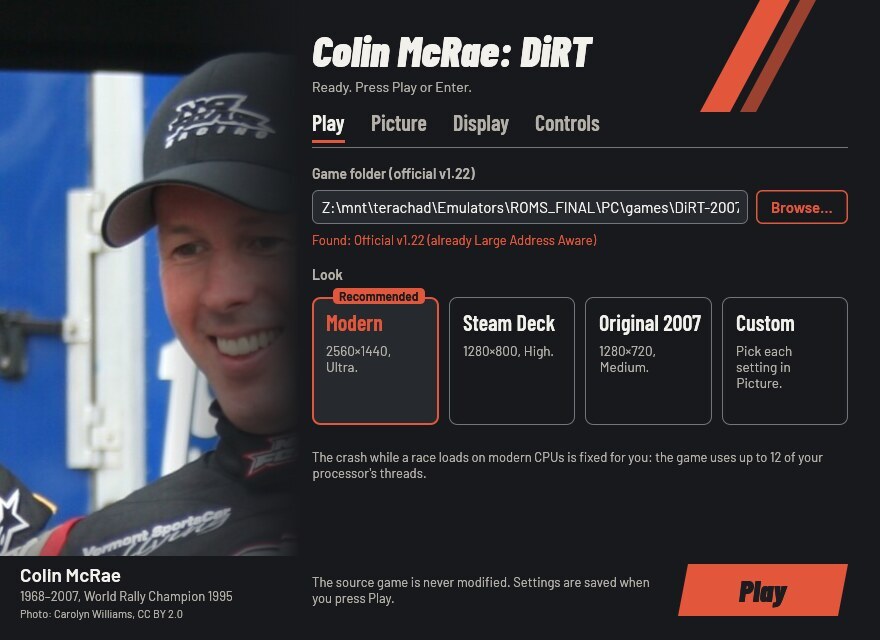 Colin McRae: DiRT
Ready. Press Play or Enter.
Play
Picture
Display
Controls
Game folder (official v1.22)
Z:\mnt\terachad\Emulators\ROMS_FINAL\PC\games\DiRT-2007
Browse...
Found: Official v1.22 (already Large Address Aware)
Look
Recommended
Modern
2560×1440,
Ultra.
Steam Deck
1280×800, High.
Original 2007
1280×720,
Medium.
Custom
Pick each
setting in
Picture.
The crash while a race loads on modern CPUs is fixed for you: the game uses up to 12 of your
processor's threads.
RACING
Vermont SportsCar
Colin McRae
1968–2007, World Rally Champion 1995
Photo: Carolyn Williams, CC BY 2.0
The source game is never modified. Settings are saved when
you press Play.
Play